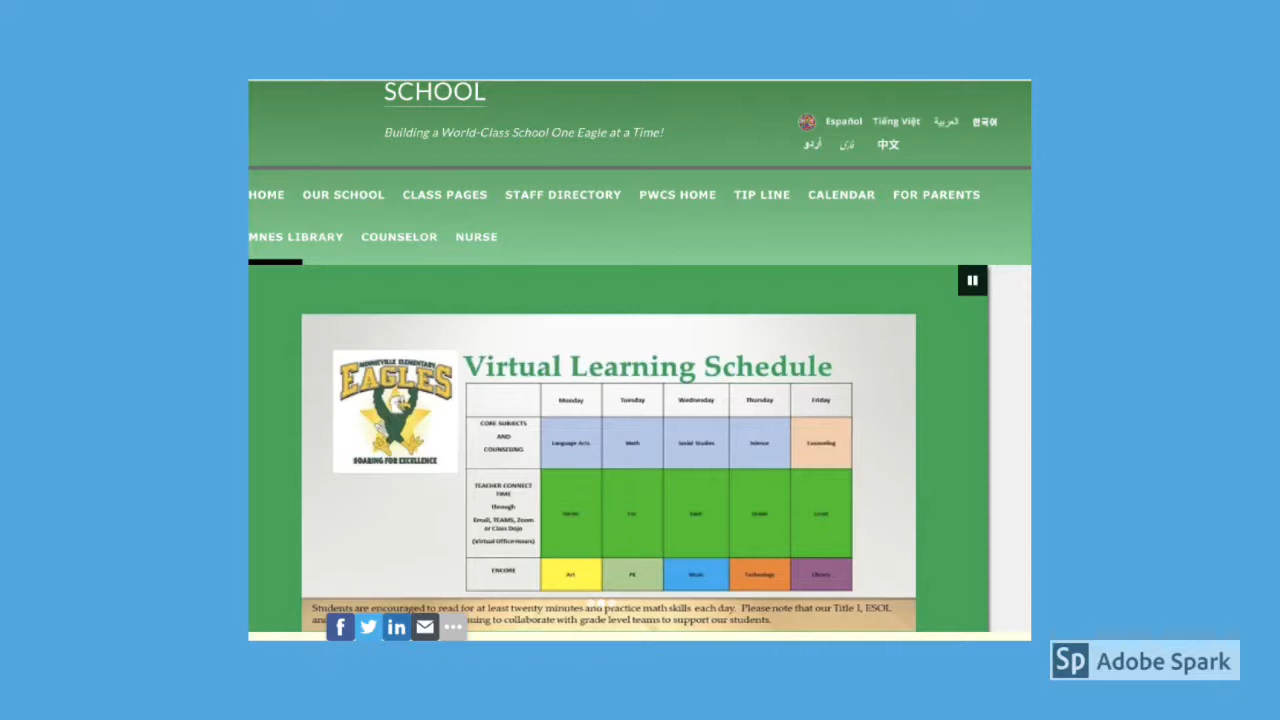 SCHOOL
Building a World-Class School One Eagle at a Time!
Español Tiếng Việt العربية 한국어
اُردو فارسی 中文
HOME OUR SCHOOL CLASS PAGES STAFF DIRECTORY PWCS HOME TIP LINE CALENDAR FOR PARENTS
MNES LIBRARY COUNSELOR NURSE
MINNIEVILLE ELEMENTARY
EAGLES
SOARING FOR EXCELLENCE
Virtual Learning Schedule
Monday Tuesday Wednesday Thursday Friday
CORE SUBJECTS
AND
COUNSELING
Language Arts Math Social Studies Science Counseling
TEACHER CONNECT
TIME
through
Email, TEAMS, Zoom
or Class Dojo
(Virtual Office Hours)
ENCORE
Art PE Music Technology Library
Students are encouraged to read for at least twenty minutes and practice math skills each day. Please note that our Title I, ESOL
and uing to collaborate with grade level teams to support our students.
Sp Adobe Spark